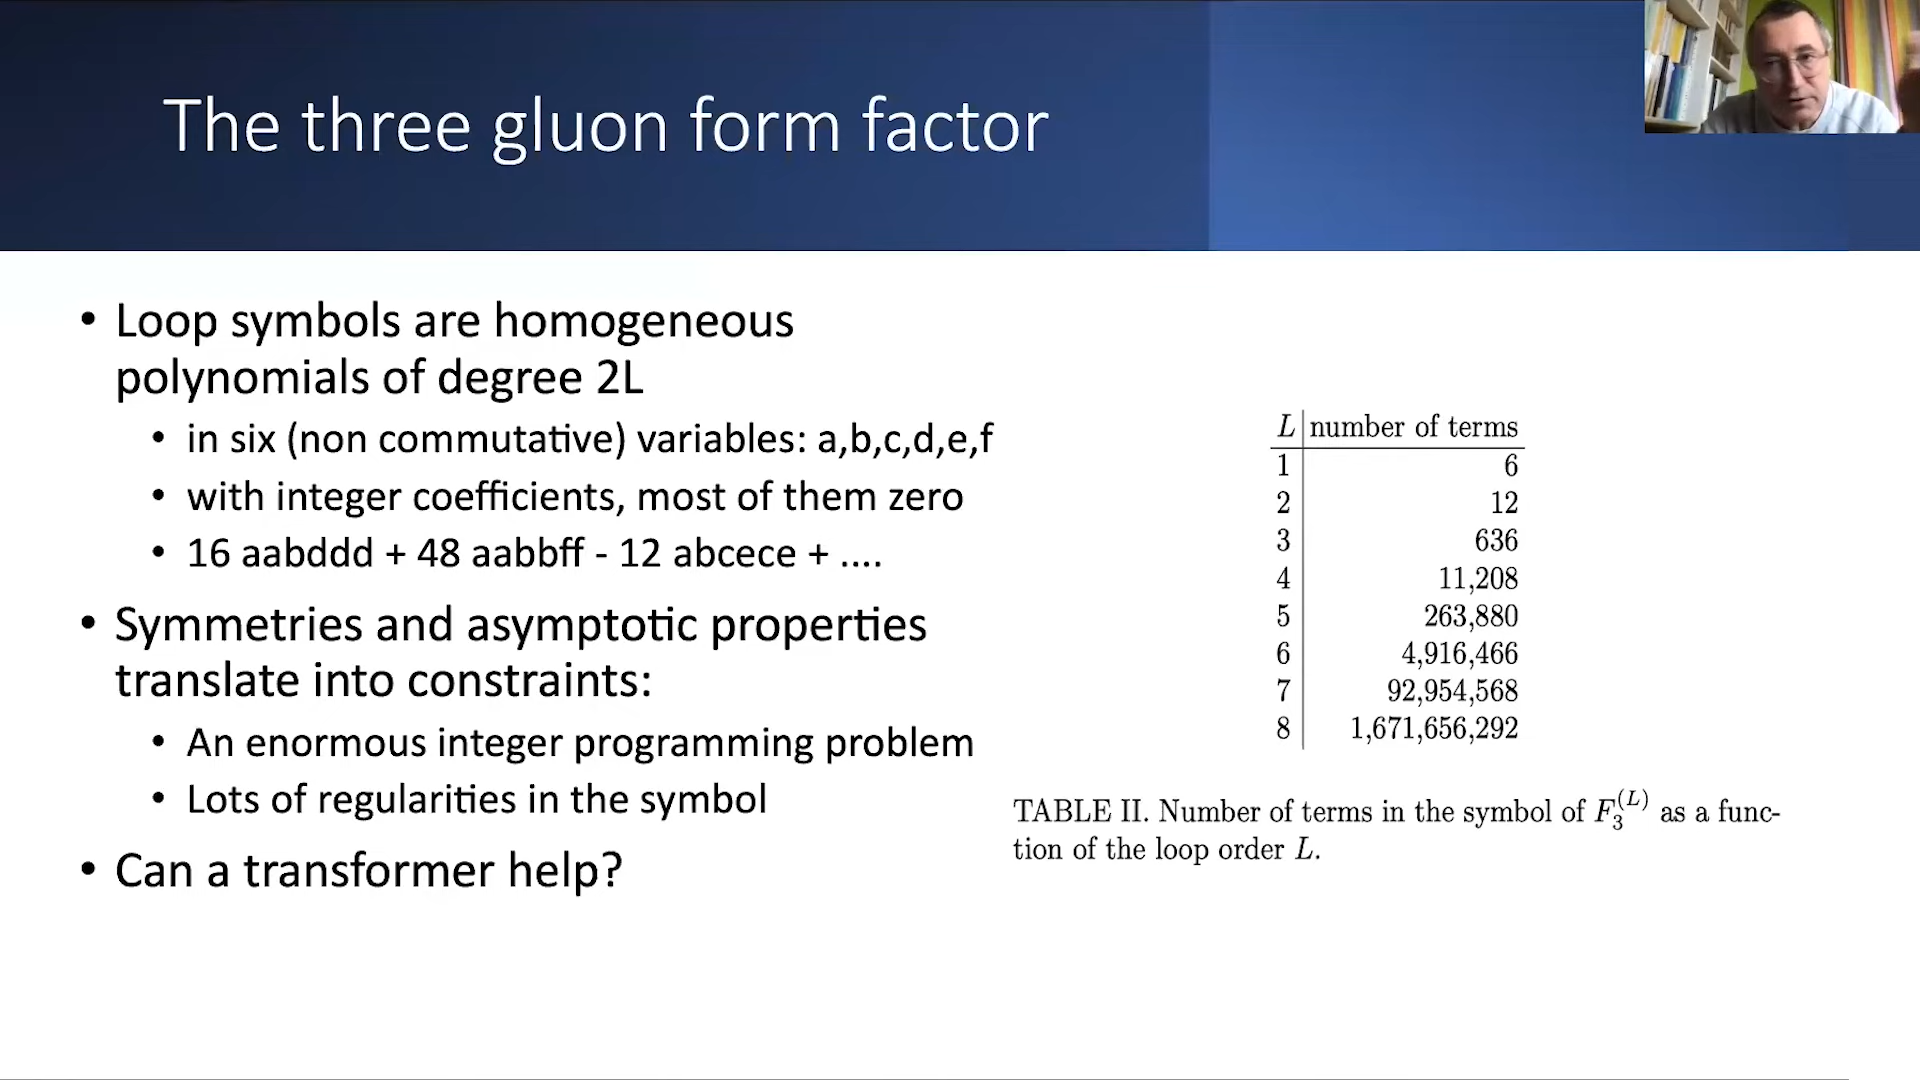 The three gluon form factor
• Loop symbols are homogeneous
polynomials of degree 2L
• in six (non commutative) variables: a,b,c,d,e,f
• with integer coefficients, most of them zero
• 16 aabddd + 48 aabbff - 12 abcece + ....
• Symmetries and asymptotic properties
translate into constraints:
• An enormous integer programming problem
• Lots of regularities in the symbol
• Can a transformer help?
L number of terms
1 6
2 12
3 636
4 11,208
5 263,880
6 4,916,466
7 92,954,568
8 1,671,656,292
TABLE II. Number of terms in the symbol of F₃⁽ᴸ⁾ as a func-
tion of the loop order L.